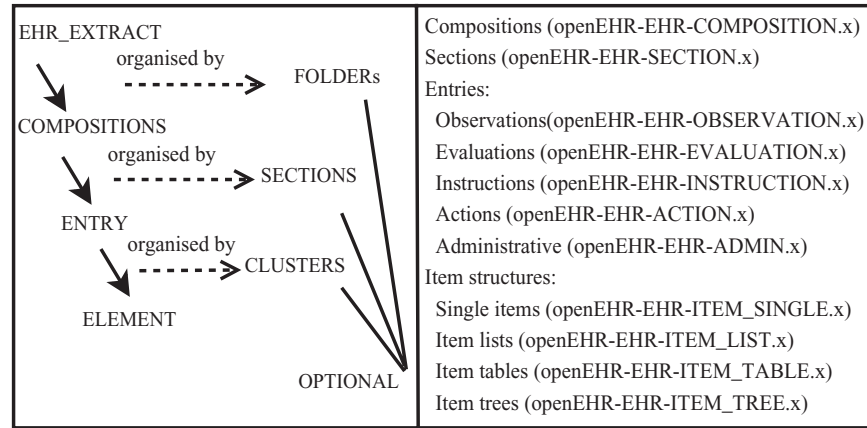 EHR_EXTRACT
organised by
FOLDERs
COMPOSITIONS
organised by
SECTIONS
ENTRY
organised by
CLUSTERS
ELEMENT
OPTIONAL
Compositions (openEHR-EHR-COMPOSITION.x)
Sections (openEHR-EHR-SECTION.x)
Entries:
Observations(openEHR-EHR-OBSERVATION.x)
Evaluations (openEHR-EHR-EVALUATION.x)
Instructions (openEHR-EHR-INSTRUCTION.x)
Actions (openEHR-EHR-ACTION.x)
Administrative (openEHR-EHR-ADMIN.x)
Item structures:
Single items (openEHR-EHR-ITEM_SINGLE.x)
Item lists (openEHR-EHR-ITEM_LIST.x)
Item tables (openEHR-EHR-ITEM_TABLE.x)
Item trees (openEHR-EHR-ITEM_TREE.x)